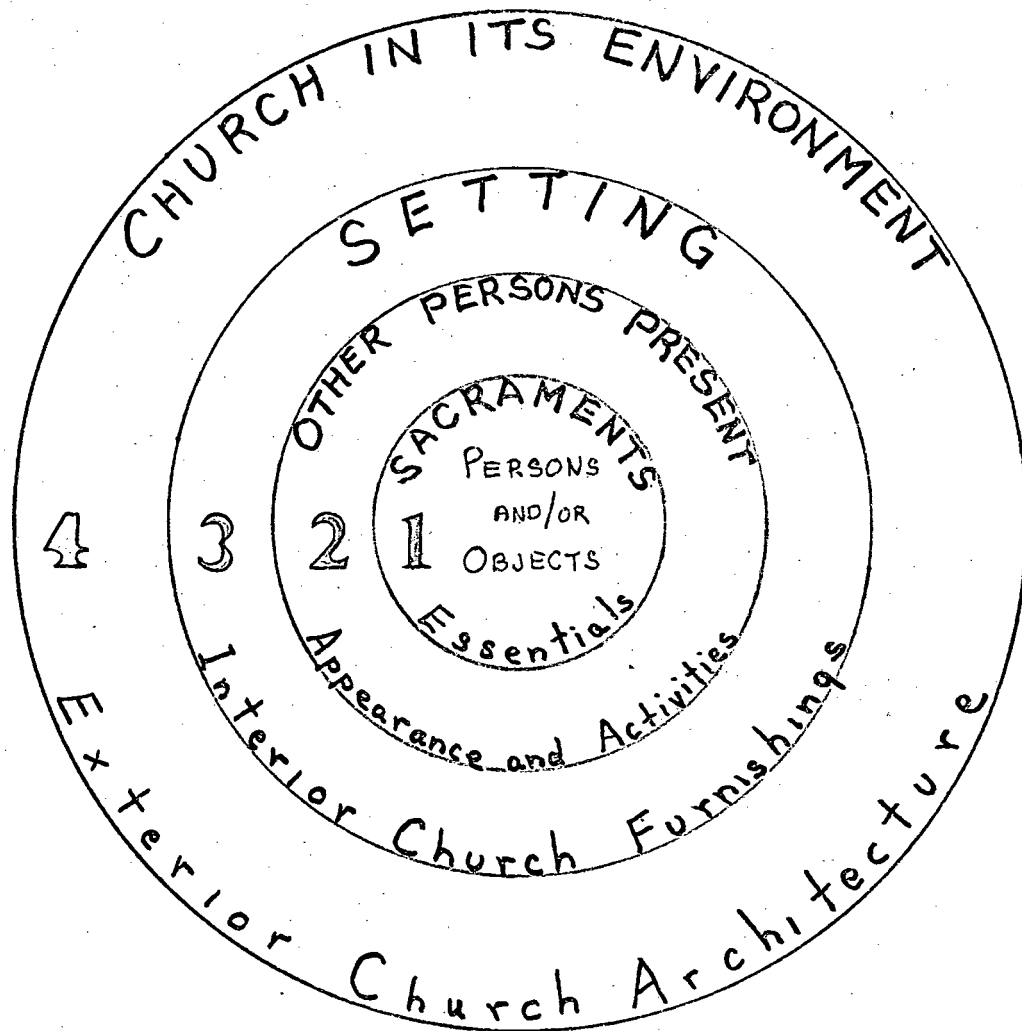 CHURCH IN ITS ENVIRONMENT
SETTING
OTHER PERSONS PRESENT
SACRAMENTS
PERSONS
AND/OR
OBJECTS
4 3 2 1
Essentials
Appearance and Activities
Interior Church Furnishings
Exterior Church Architecture